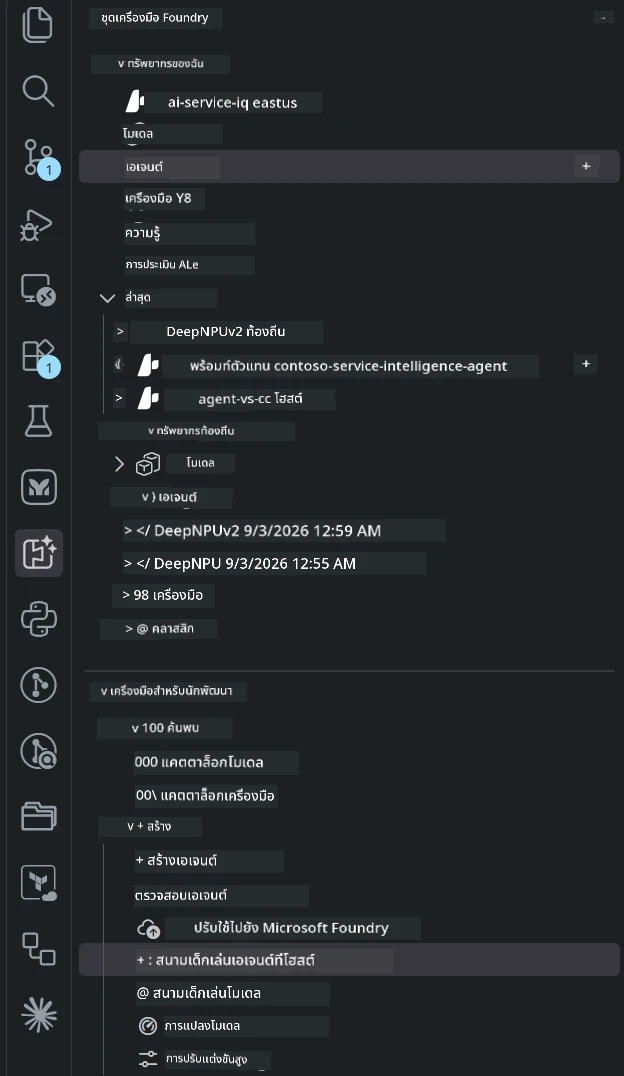 ชุดเครื่องมือ Foundry
v ทรัพยากรของฉัน
ai-service-iq eastus
โมเดล
1
เอเจนต์ +
เครื่องมือ Y8
ความรู้
การประเมิน ALe
ล่าสุด
> DeepNPUv2 ท้องถิ่น
1
พร้อมท์ตัวแทน contoso-service-intelligence-agent +
> agent-vs-cc โฮสต์
v ทรัพยากรท้องถิ่น
โมเดล
v ) เอเจนต์
> </ DeepNPUv2 9/3/2026 12:59 AM
> </ DeepNPU 9/3/2026 12:55 AM
> 98 เครื่องมือ
> @ คลาสสิก
v เครื่องมือสำหรับนักพัฒนา
v 100 ค้นพบ
000 แคตตาล็อกโมเดล
00\ แคตตาล็อกเครื่องมือ
v + สร้าง
+ สร้างเอเจนต์
ตรวจสอบเอเจนต์
ปรับใช้ไปยัง Microsoft Foundry
+ : สนามเด็กเล่นเอเจนต์ที่โฮสต์
@ สนามเด็กเล่นโมเดล
การแปลงโมเดล
การปรับแต่งขั้นสูง